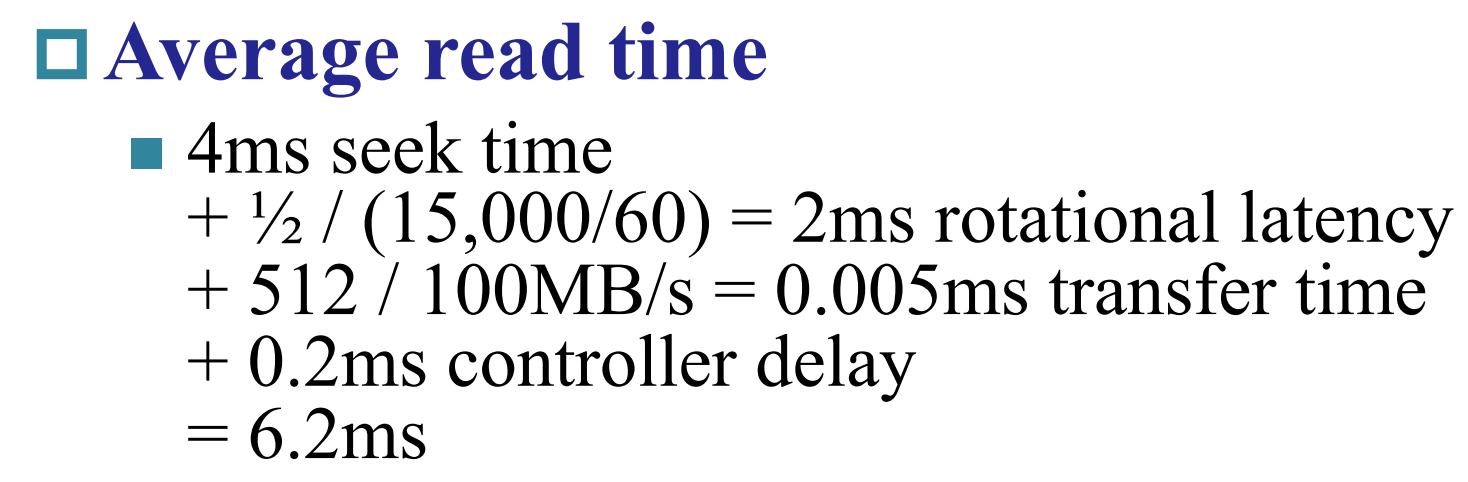 Average read time
4ms seek time
+ ½ / (15,000/60) = 2ms rotational latency
+ 512 / 100MB/s = 0.005ms transfer time
+ 0.2ms controller delay
= 6.2ms